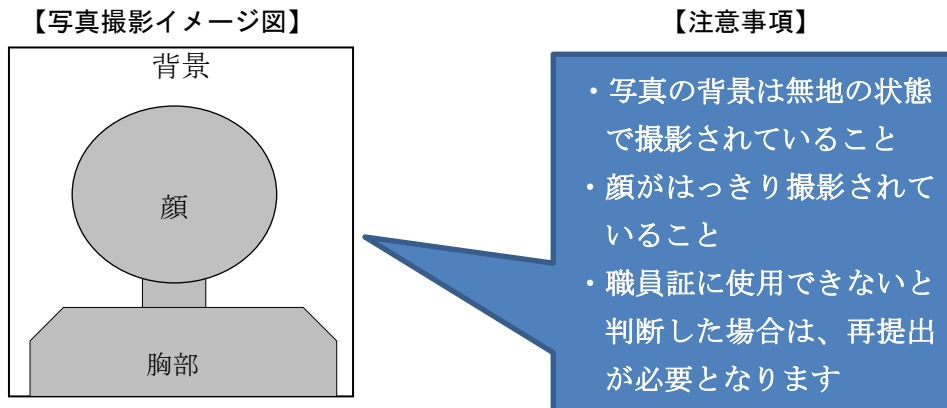 【写真撮影イメージ図】
背景
顔
胸部
【注意事項】
・写真の背景は無地の状態
で撮影されていること
・顔がはっきり撮影されて
いること
・職員証に使用できないと
判断した場合は、再提出
が必要となります